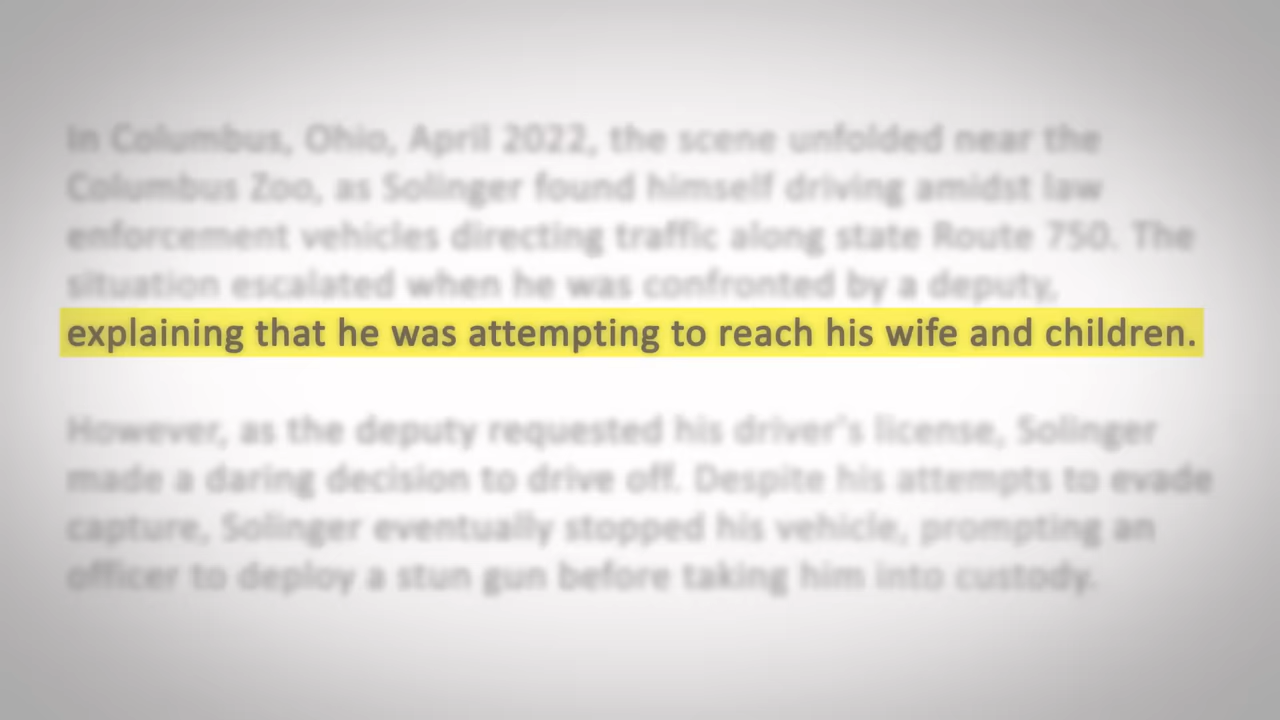 In Columbus, Ohio, April 2022, the scene unfolded near the
Columbus Zoo, as Solinger found himself driving amidst law
enforcement vehicles directing traffic along state Route 750. The
situation escalated when he was confronted by a deputy,
explaining that he was attempting to reach his wife and children.
However, as the deputy requested his driver's license, Solinger
made a daring decision to drive off. Despite his attempts to evade
capture, Solinger eventually stopped his vehicle, prompting an
officer to deploy a stun gun before taking him into custody.